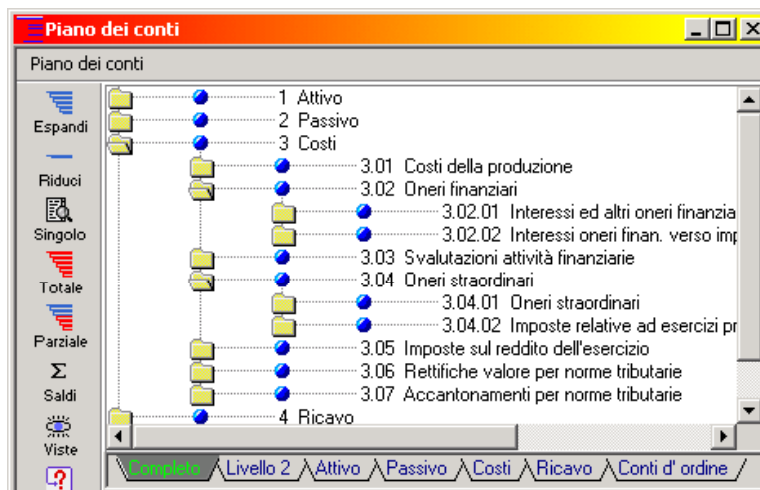 Piano dei conti
Piano dei conti
Espandi
Riduci
Singolo
Totale
Parziale
Σ
Saldi
Viste
1 Attivo
2 Passivo
3 Costi
3.01 Costi della produzione
3.02 Oneri finanziari
3.02.01 Interessi ed altri oneri finanzia
3.02.02 Interessi oneri finan. verso imp
3.03 Svalutazioni attività finanziarie
3.04 Oneri straordinari
3.04.01 Oneri straordinari
3.04.02 Imposte relative ad esercizi pr
3.05 Imposte sul reddito dell'esercizio
3.06 Rettifiche valore per norme tributarie
3.07 Accantonamenti per norme tributarie
4 Ricavo
Completo Livello 2 Attivo Passivo Costi Ricavo Conti d' ordine